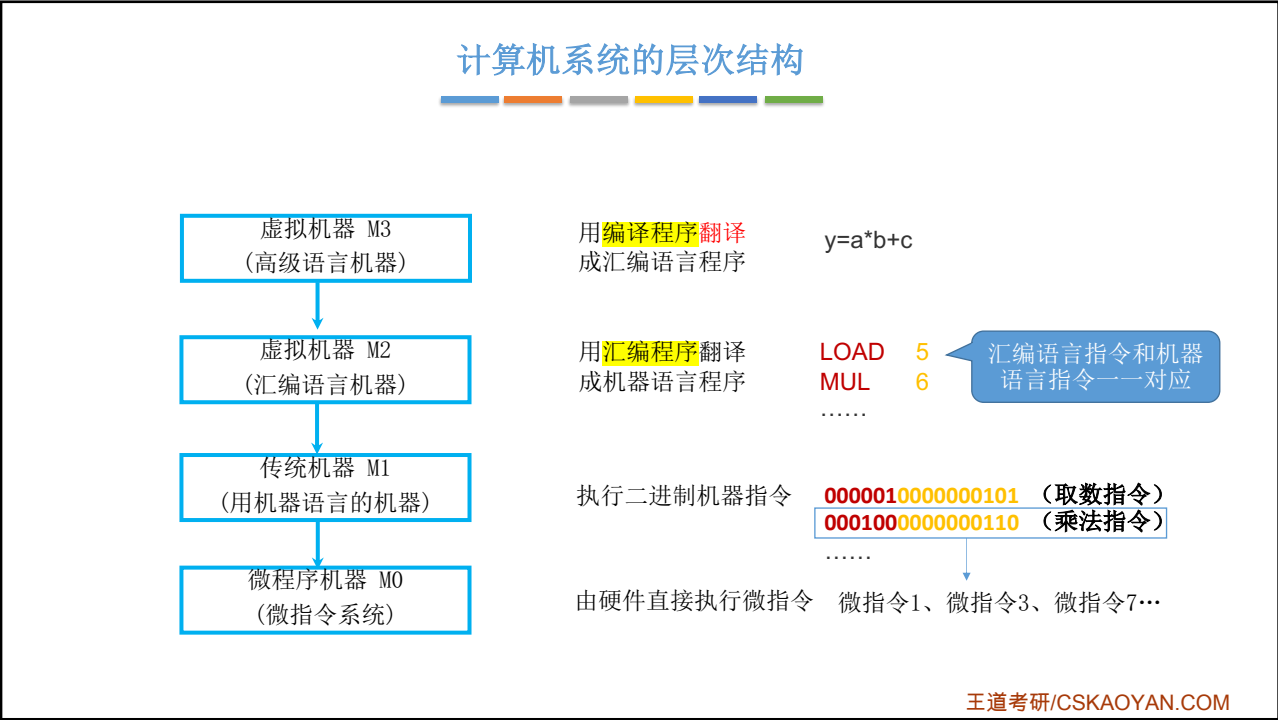 计算机系统的层次结构
虚拟机器 M3
(高级语言机器)
用编译程序翻译
成汇编语言程序
y=a*b+c
虚拟机器 M2
(汇编语言机器)
用汇编程序翻译
成机器语言程序
LOAD 5
MUL 6
……
汇编语言指令和机器
语言指令一一对应
传统机器 M1
(用机器语言的机器)
执行二进制机器指令
0000010000000101 (取数指令)
0001000000000110 (乘法指令)
……
微程序机器 M0
(微指令系统)
由硬件直接执行微指令
微指令1、微指令3、微指令7…
王道考研/CSKAOYAN.COM